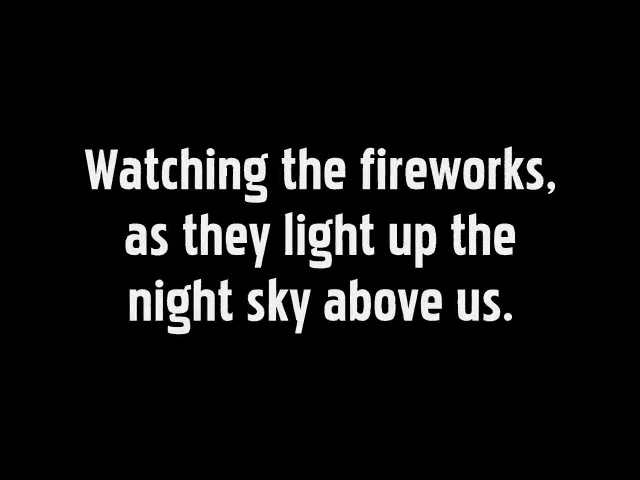 Watching the fireworks,
as they light up the
night sky above us.